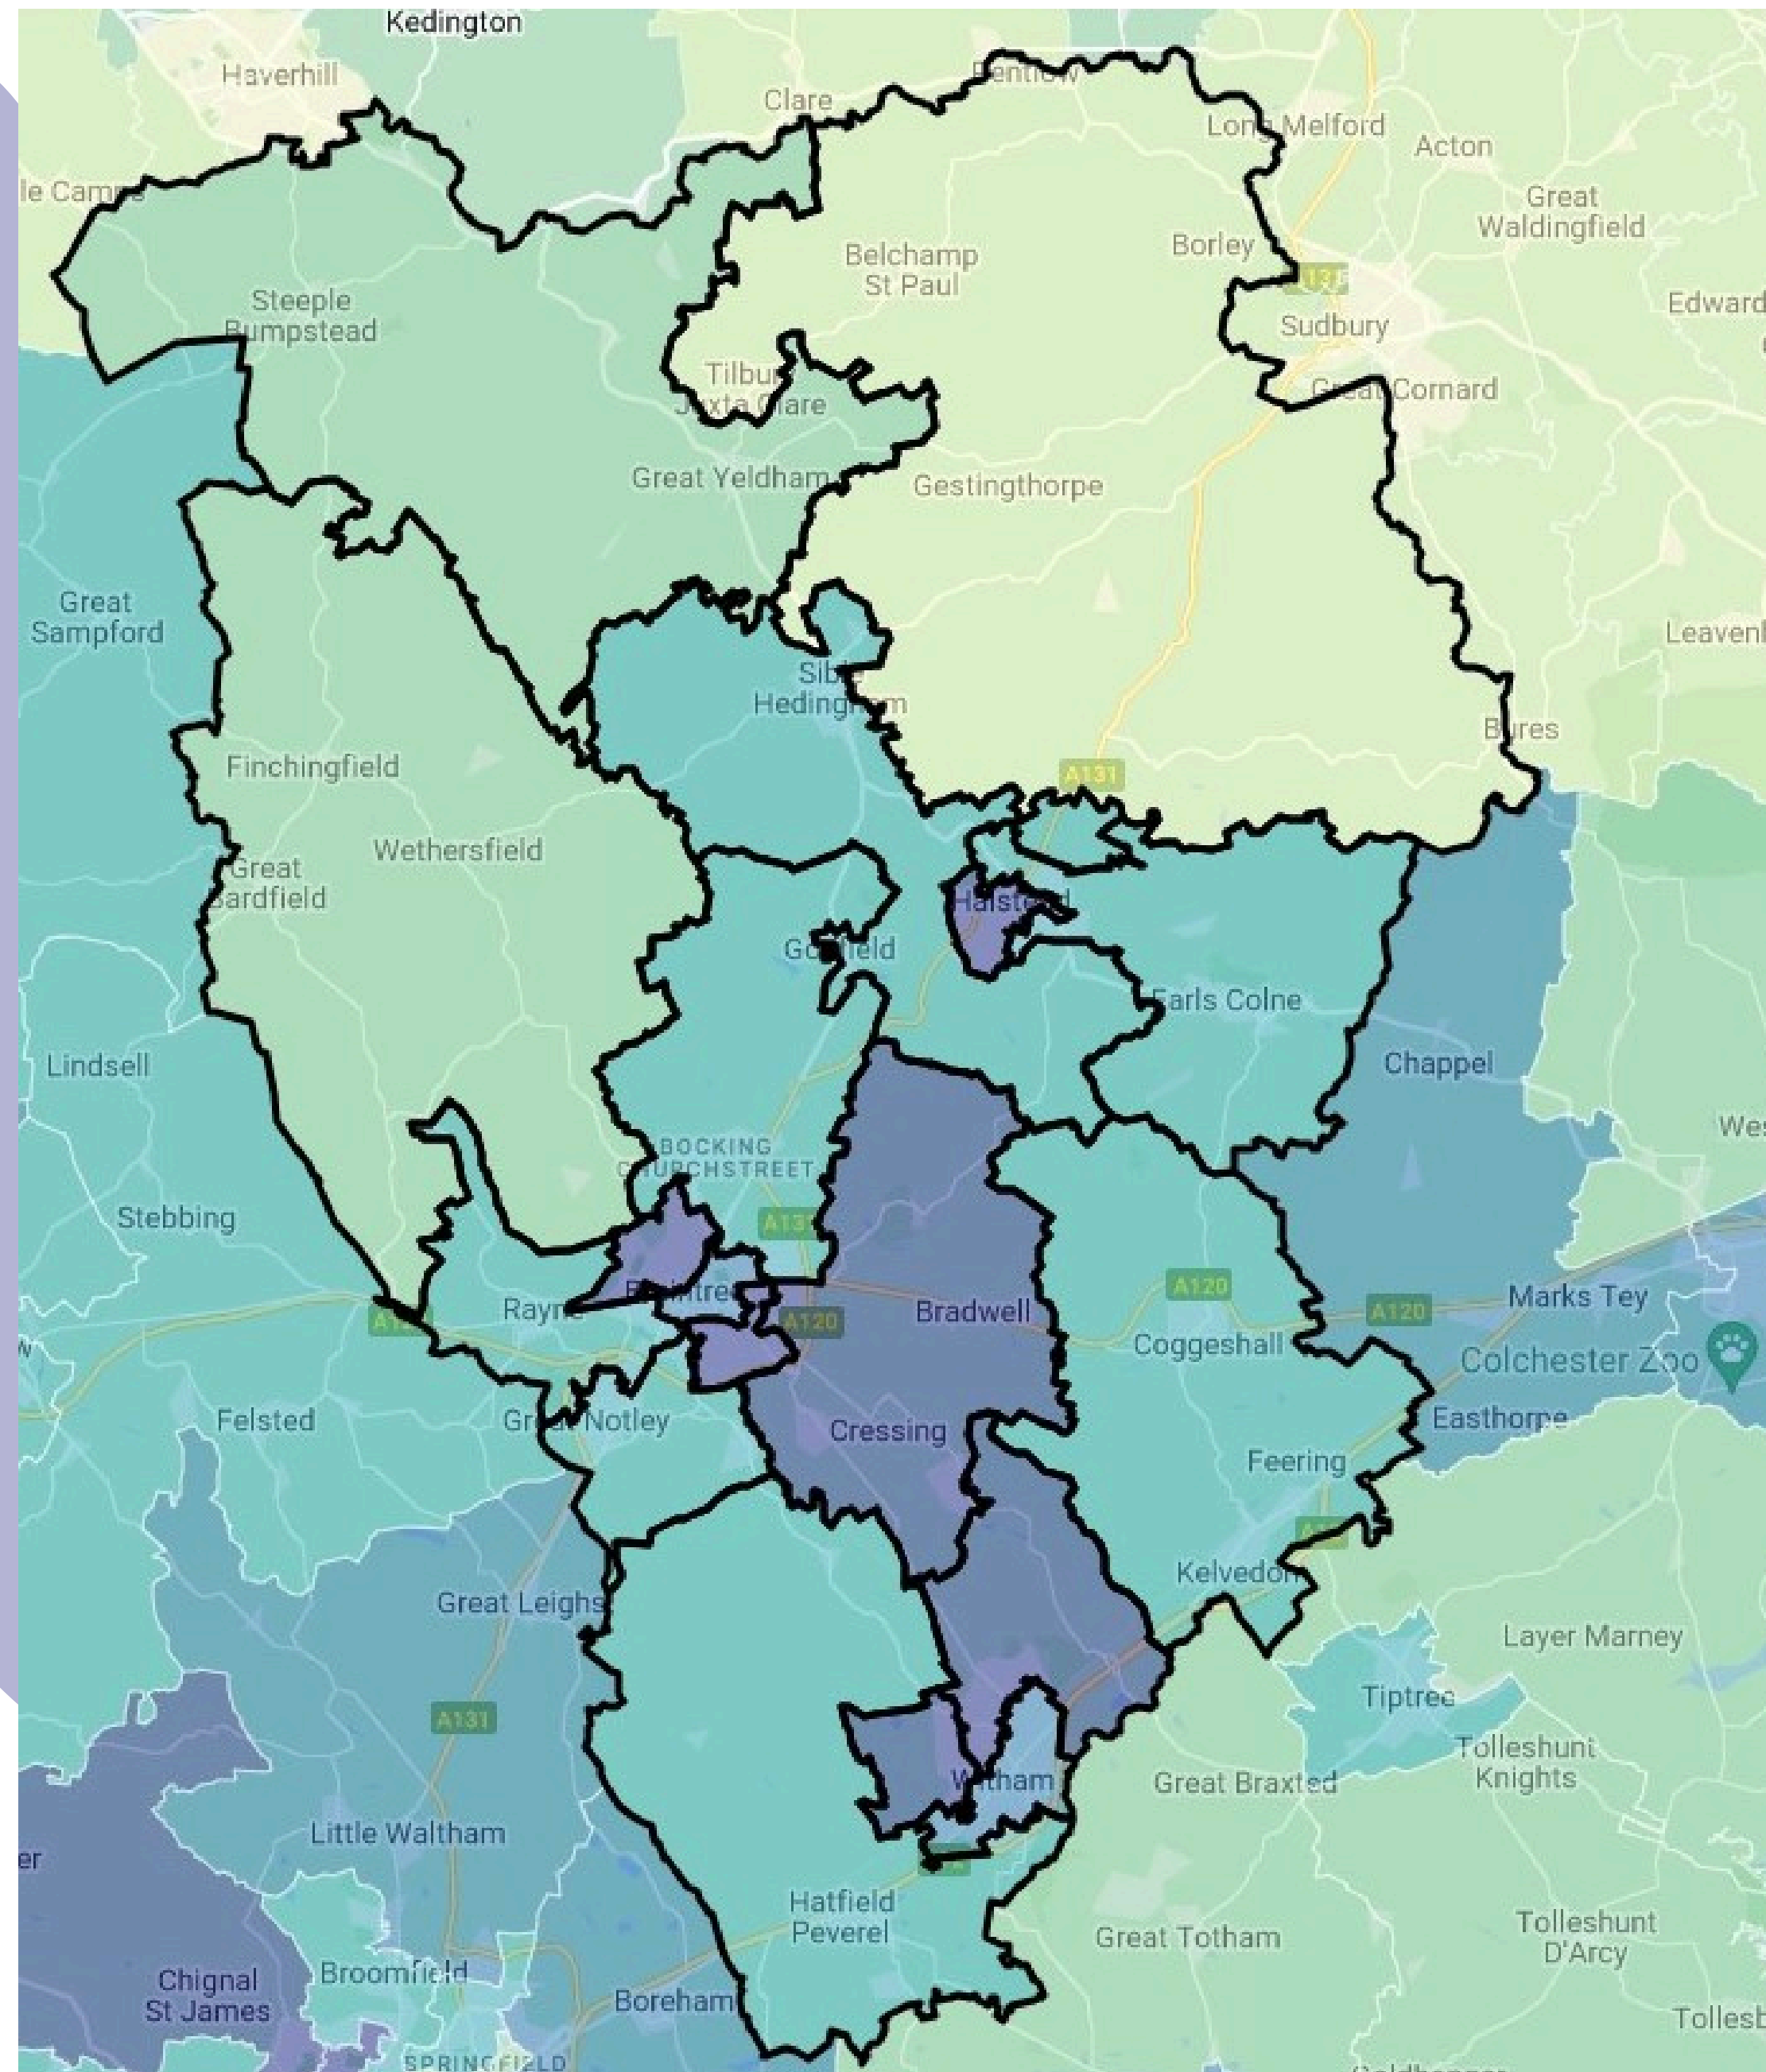 Kedington
Haverhill
Clare
Pentlow
Long Melford
Acton
Great
Waldingfield
Belchamp
St Paul
Borley
A131
Steeple
Bumpstead
Sudbury
Edward
Great Cornard
Great Yeldham
Gestingthorpe
Great
Sampford
Sible
Hedingham
Bures
Finchingfield
A131
Wethersfield
Great
Bardfield
Halstead
Gosfield
Earls Colne
Lindsell
Chappel
BOCKING
CHURCHSTREET
Stebbing
A131
A120
Braintree
Rayne
A120
Bradwell
Coggeshall
A120
Marks Tey
Colchester Zoo
Felsted
Great Notley
Cressing
Easthorpe
Feering
Kelvedon
Great Leighs
Layer Marney
A131
Tiptree
Tolleshunt
Knights
Witham
Great Braxted
Little Waltham
er
Hatfield
Peverel
Great Totham
Tolleshunt
D'Arcy
Chignal
St James
Broomfield
Boreham
SPRINGFIELD